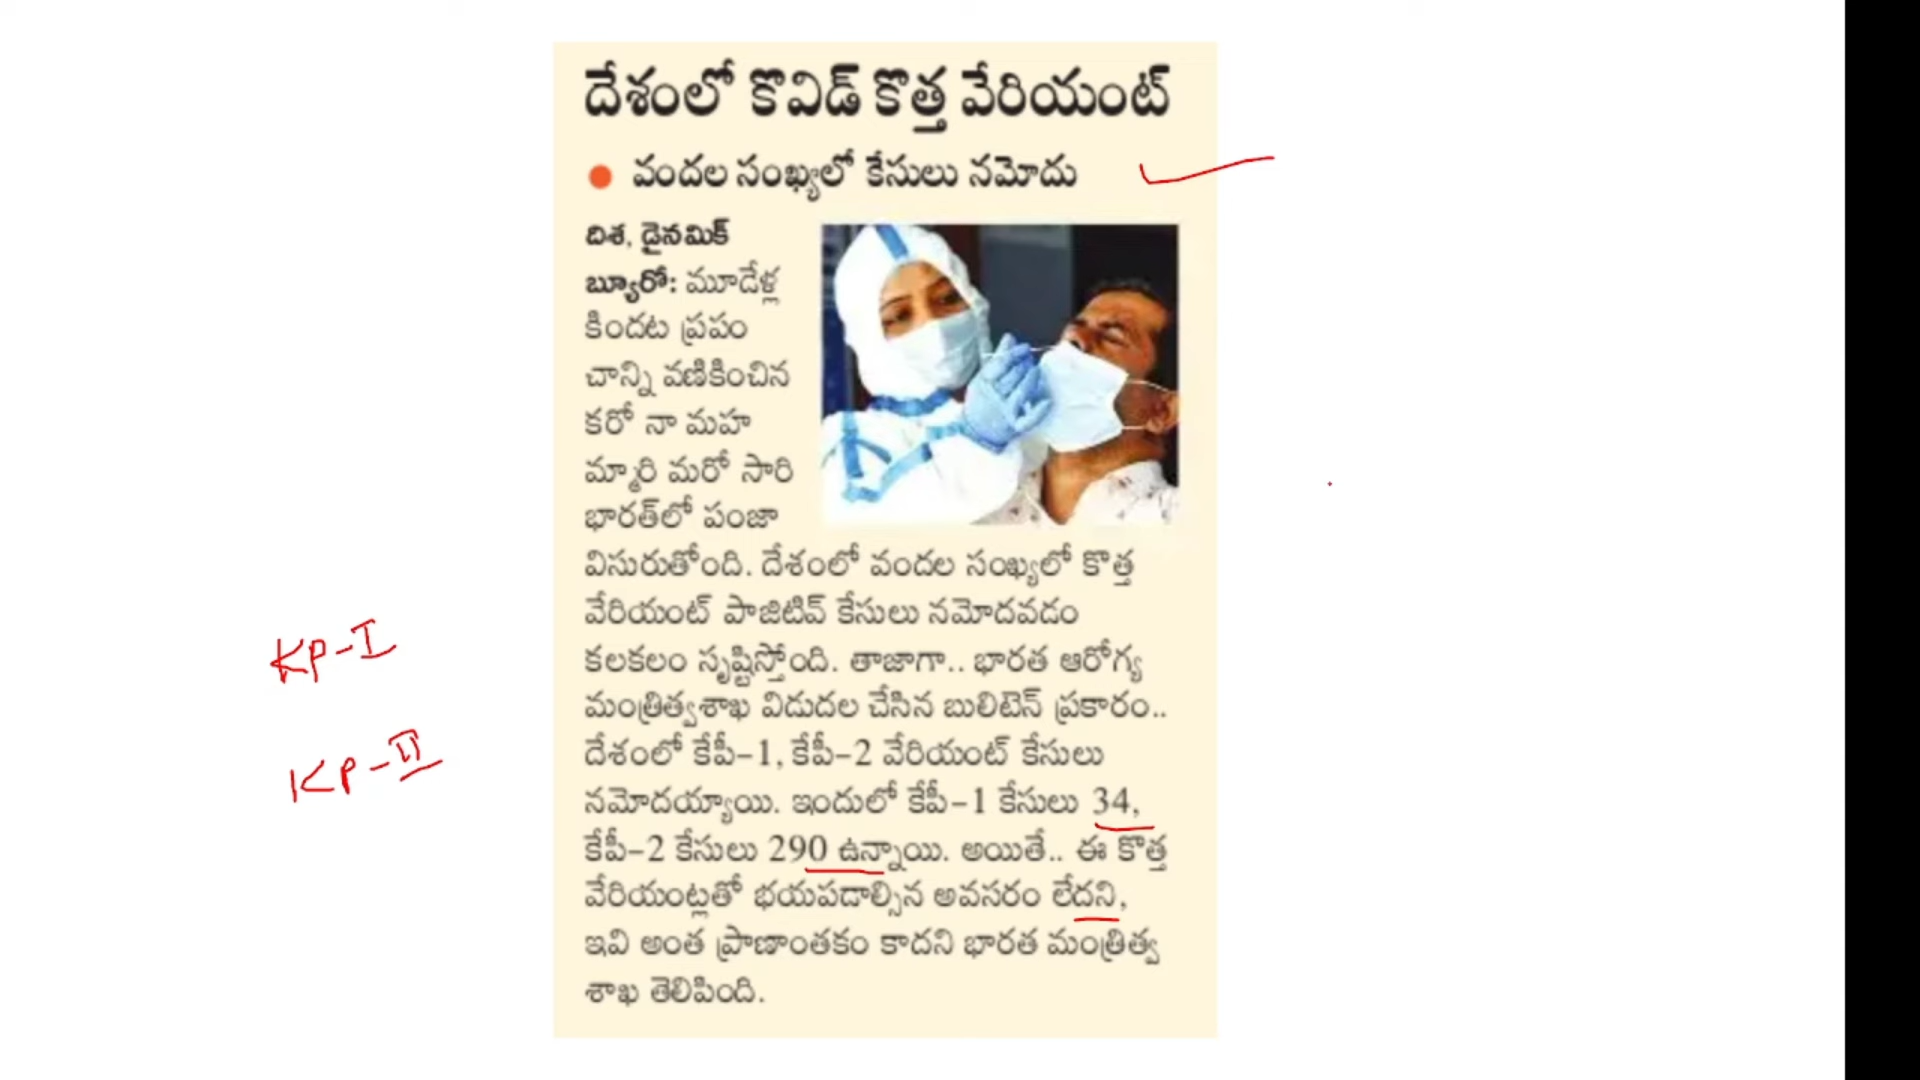 దేశంలో కొవిడ్ కొత్త వేరియంట్
వందల సంఖ్యలో కేసులు నమోదు
దిశ, డైనమిక్
బ్యూరో: మూడేళ్ల
కిందట ప్రపం
చాన్ని వణికించిన
కరో నా మహ
మ్మారి మరో సారి
భారత్‌లో పంజా
విసురుతోంది. దేశంలో వందల సంఖ్యలో కొత్త
వేరియంట్ పాజిటివ్ కేసులు నమోదవడం
కలకలం సృష్టిస్తోంది. తాజాగా.. భారత ఆరోగ్య
మంత్రిత్వశాఖ విడుదల చేసిన బులిటెన్ ప్రకారం..
దేశంలో కేపీ-1, కేపీ-2 వేరియంట్ కేసులు
నమోదయ్యాయి. ఇందులో కేపీ-1 కేసులు 34,
కేపీ-2 కేసులు 290 ఉన్నాయి. అయితే.. ఈ కొత్త
వేరియంట్లతో భయపడాల్సిన అవసరం లేదని,
ఇవి అంత ప్రాణాంతకం కాదని భారత మంత్రిత్వ
శాఖ తెలిపింది.
KP-I
KP-II